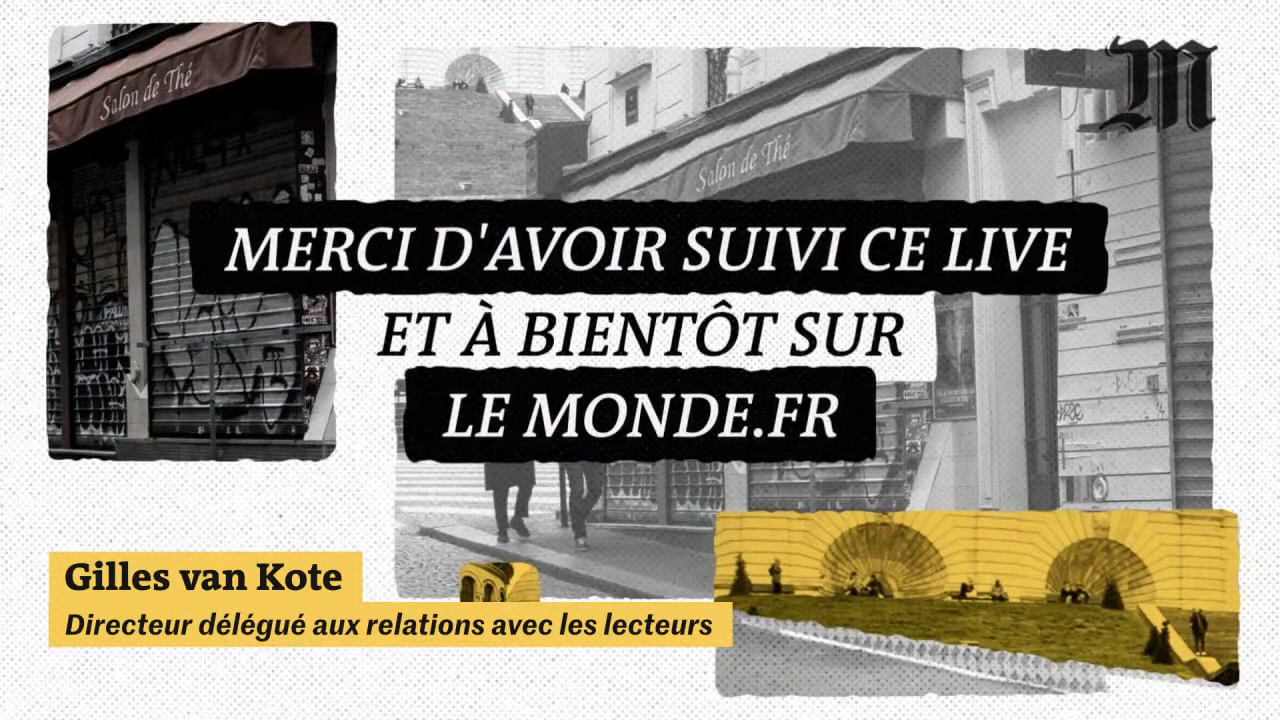 Salon de Thé
Salon de Thé
M
MERCI D'AVOIR SUIVI CE LIVE
ET À BIENTÔT SUR
LE MONDE.FR
Gilles van Kote
Directeur délégué aux relations avec les lecteurs